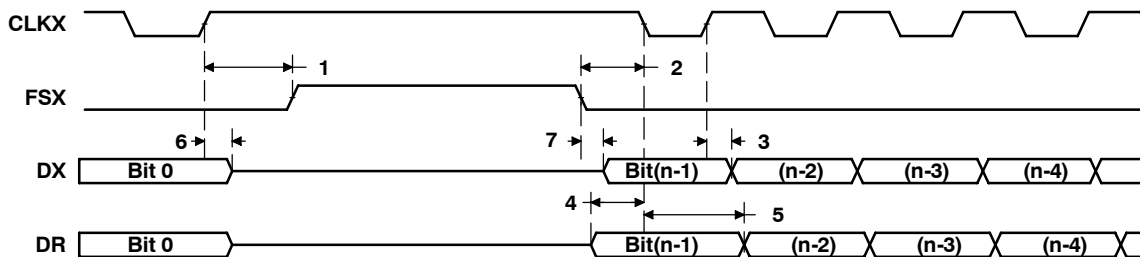 CLKX
1 2
FSX
6 7 3
DX Bit 0 Bit(n-1) (n-2) (n-3) (n-4)
4 5
DR Bit 0 Bit(n-1) (n-2) (n-3) (n-4)